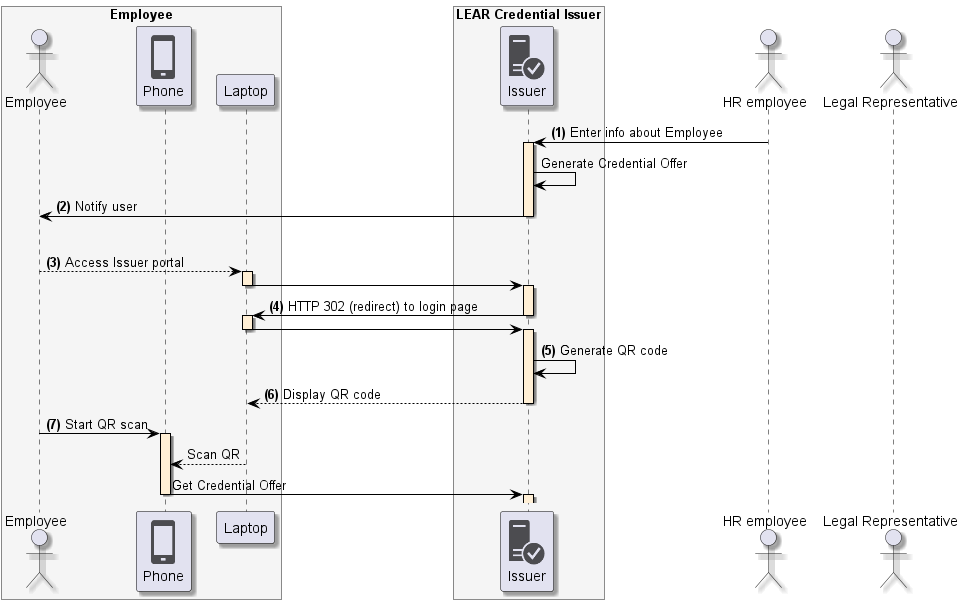 Employee
LEAR Credential Issuer
Employee
Phone
Laptop
Issuer
HR employee
Legal Representative
(1) Enter info about Employee
Generate Credential Offer
(2) Notify user
(3) Access Issuer portal
(4) HTTP 302 (redirect) to login page
(5) Generate QR code
(6) Display QR code
(7) Start QR scan
Scan QR
Get Credential Offer
Employee
Phone
Laptop
Issuer
HR employee
Legal Representative